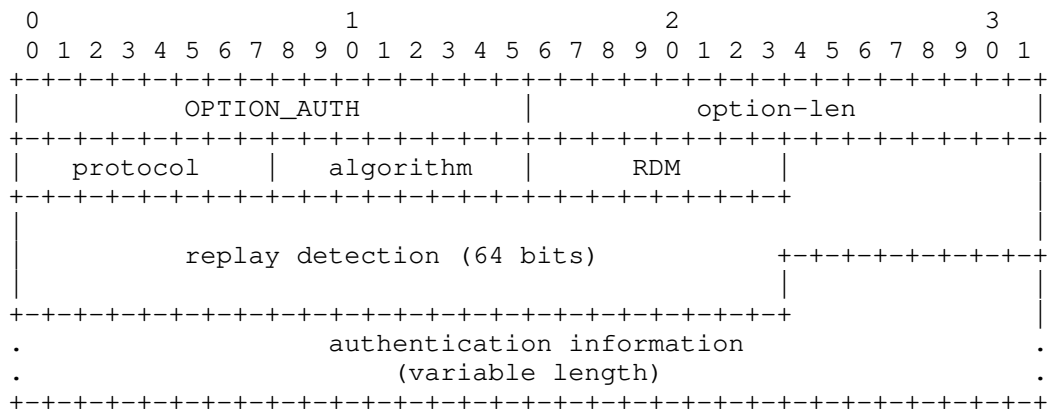 0                   1                   2                   3
0 1 2 3 4 5 6 7 8 9 0 1 2 3 4 5 6 7 8 9 0 1 2 3 4 5 6 7 8 9 0 1
+-+-+-+-+-+-+-+-+-+-+-+-+-+-+-+-+-+-+-+-+-+-+-+-+-+-+-+-+-+-+-+-+
|          OPTION_AUTH          |          option-len           |
+-+-+-+-+-+-+-+-+-+-+-+-+-+-+-+-+-+-+-+-+-+-+-+-+-+-+-+-+-+-+-+-+
|   protocol    |   algorithm   |      RDM      |               |
+-+-+-+-+-+-+-+-+-+-+-+-+-+-+-+-+-+-+-+-+-+-+-+-+               |
|                                                               |
|          replay detection (64 bits)           +-+-+-+-+-+-+-+-+
|                                               |               |
+-+-+-+-+-+-+-+-+-+-+-+-+-+-+-+-+-+-+-+-+-+-+-+-+               |
.                   authentication information                  .
.                       (variable length)                       .
+-+-+-+-+-+-+-+-+-+-+-+-+-+-+-+-+-+-+-+-+-+-+-+-+-+-+-+-+-+-+-+-+